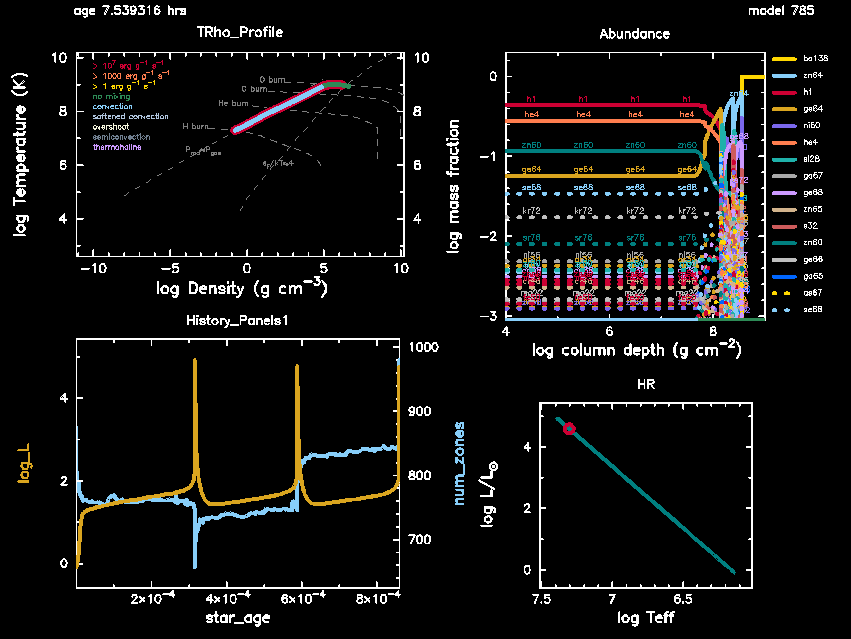 age 7.539316 hrs
model 785
TRho_Profile
log Temperature (K)
10
8
6
4
> 10⁷ erg g⁻¹ s⁻¹
> 1000 erg g⁻¹ s⁻¹
> 1 erg g⁻¹ s⁻¹
no mixing
convection
softened convection
overshoot
semiconvection
thermohaline
O burn
C burn
He burn
H burn
10
8
6
4
−10
−5
0
5
10
log Density (g cm⁻³)
Abundance
log mass fraction
0
−1
−2
−3
h1 h1 h1 h1
he4 he4 he4 he4
zn60 zn60 zn60 zn60
ge64 ge64 ge64 ge64
se68 se68 se68 se68
kr72 kr72 kr72 kr72
sr76 sr76 sr76 sr76
ni56 ni56 ni56 ni56
4
6
8
log column depth (g cm⁻²)
ba138
zn64
h1
ge64
ni60
he4
si28
ga67
ge68
zn65
s32
zn60
ge66
ga65
as67
se68
History_Panels1
log_L
4
2
0
1000
900
800
700
num_zones
2×10⁻⁴
4×10⁻⁴
6×10⁻⁴
8×10⁻⁴
star_age
HR
log L/L☉
4
2
0
7.5
7
6.5
log Teff